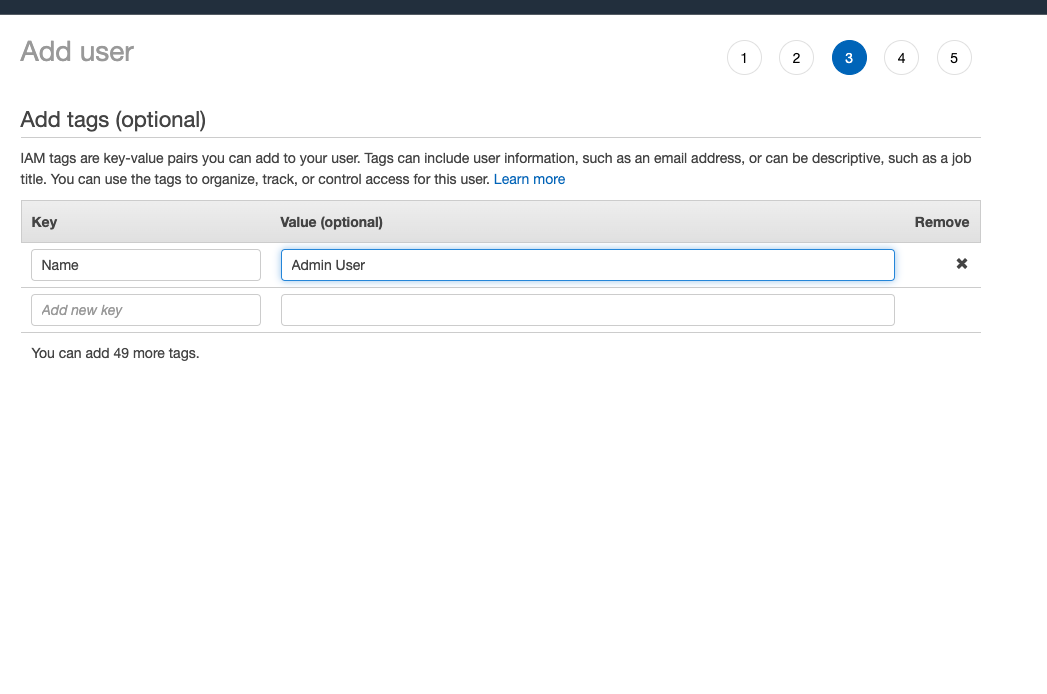 Add user
1 2 3 4 5
Add tags (optional)
IAM tags are key-value pairs you can add to your user. Tags can include user information, such as an email address, or can be descriptive, such as a job
title. You can use the tags to organize, track, or control access for this user. Learn more
Key Value (optional) Remove
Name Admin User
Add new key
You can add 49 more tags.